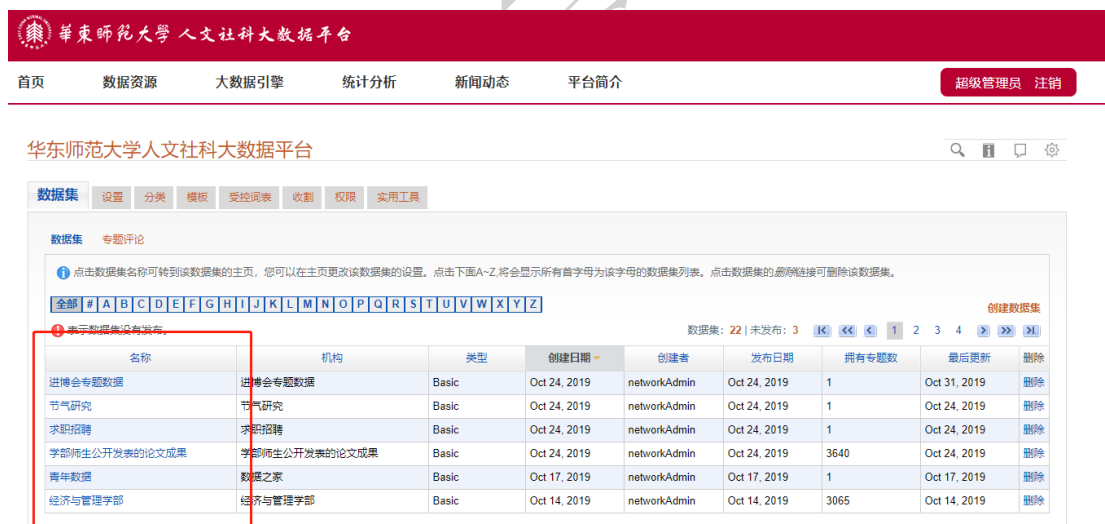 華東師范大學 人文社科大数据平台
首页 数据资源 大数据引擎 统计分析 新闻动态 平台简介 超级管理员 注销
华东师范大学人文社科大数据平台
数据集 设置 分类 模板 受控词表 收割 权限 实用工具
数据集 专题评论
点击数据集名称可转到该数据集的主页，您可以在主页更改该数据集的设置。点击下面A~Z,将会显示所有首字母为该字母的数据集列表。点击数据集的删除链接可删除该数据集。
全部 # A B C D E F G H I J K L M N O P Q R S T U V W X Y Z
创建数据集
表示数据集没有发布。 数据集: 22 | 未发布: 3 1 2 3 4
名称 机构 类型 创建日期 创建者 发布日期 拥有专题数 最后更新 删除
进博会专题数据 进博会专题数据 Basic Oct 24, 2019 networkAdmin Oct 24, 2019 1 Oct 31, 2019 删除
节气研究 节气研究 Basic Oct 24, 2019 networkAdmin Oct 24, 2019 1 Oct 24, 2019 删除
求职招聘 求职招聘 Basic Oct 24, 2019 networkAdmin Oct 24, 2019 1 Oct 24, 2019 删除
学部师生公开发表的论文成果 学部师生公开发表的论文成果 Basic Oct 24, 2019 networkAdmin Oct 24, 2019 3640 Oct 24, 2019 删除
青年数据 数据之家 Basic Oct 17, 2019 networkAdmin Oct 17, 2019 1 Oct 17, 2019 删除
经济与管理学部 经济与管理学部 Basic Oct 14, 2019 networkAdmin Oct 14, 2019 3065 Oct 14, 2019 删除